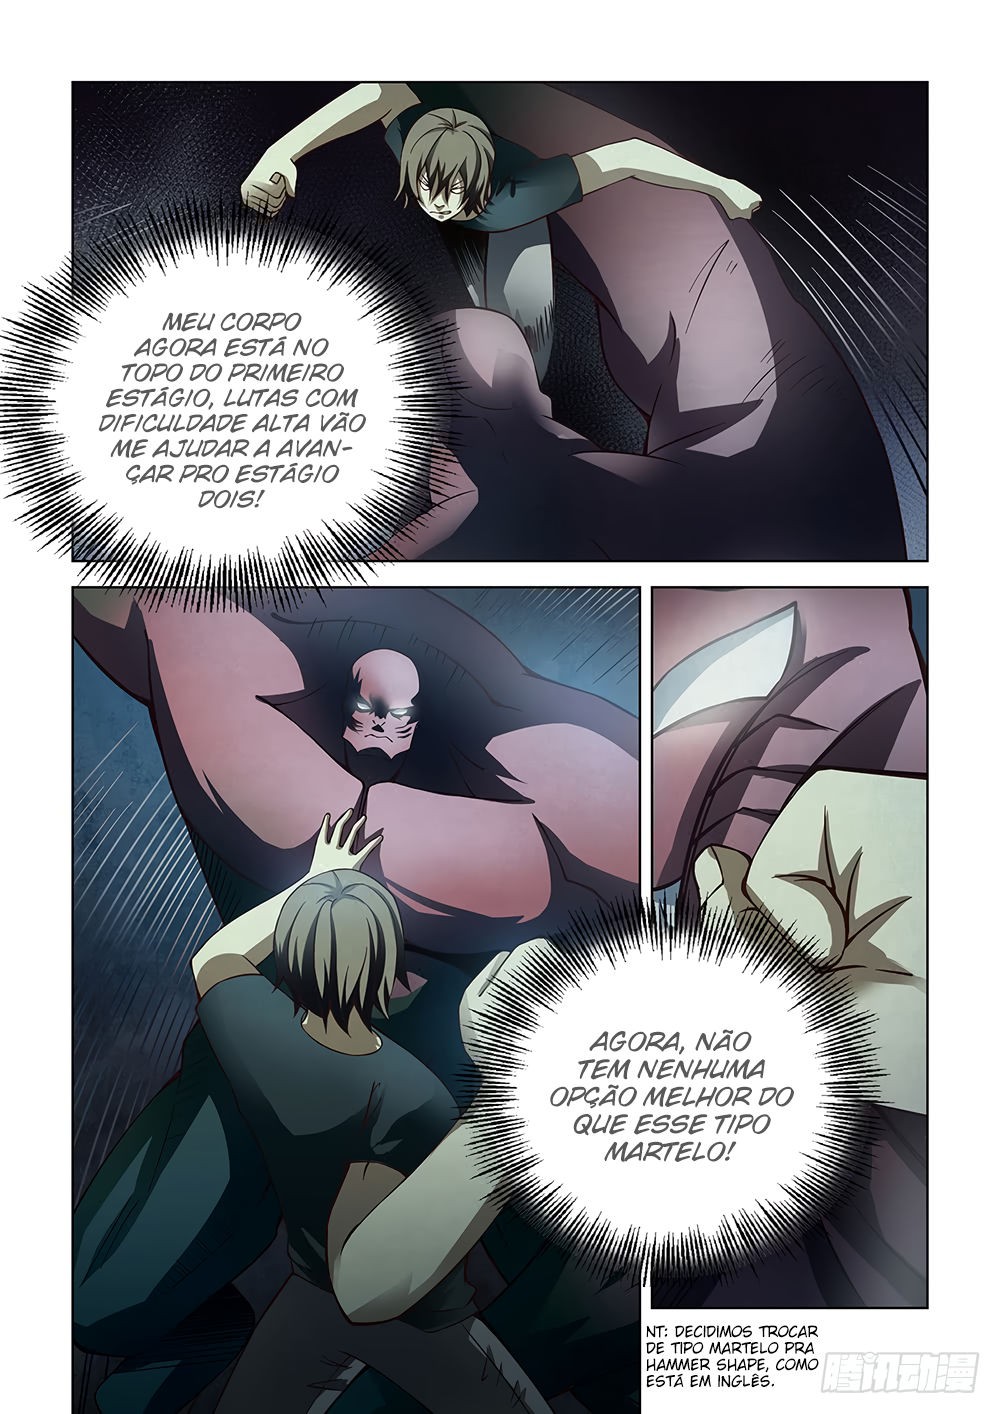 MEU CORPO
AGORA ESTÁ NO
TOPO DO PRIMEIRO
ESTÁGIO, LUTAS COM
DIFICULDADE ALTA VÃO
ME AJUDAR A AVAN-
ÇAR PRO ESTÁGIO
DOIS!
AGORA, NÃO
TEM NENHUMA
OPÇÃO MELHOR DO
QUE ESSE TIPO
MARTELO!
NT: DECIDIMOS TROCAR
DE TIPO MARTELO PRA
HAMMER SHAPE, COMO
ESTÁ EM INGLÊS.
腾讯动漫